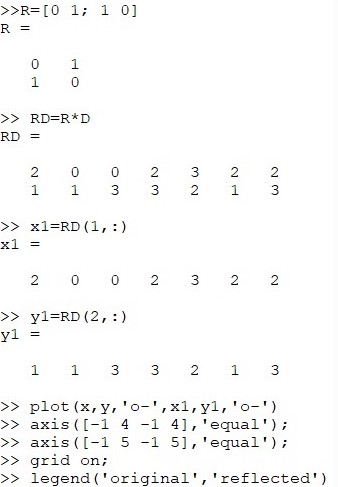 >>R=[0 1; 1 0]
R =
0 1
1 0
>> RD=R*D
RD =
2 0 0 2 3 2 2
1 1 3 3 2 1 3
>> x1=RD(1,:)
x1 =
2 0 0 2 3 2 2
>> y1=RD(2,:)
y1 =
1 1 3 3 2 1 3
>> plot(x,y,'o-',x1,y1,'o-')
>> axis([-1 4 -1 4],'equal');
>> axis([-1 5 -1 5],'equal');
>> grid on;
>> legend('original','reflected')